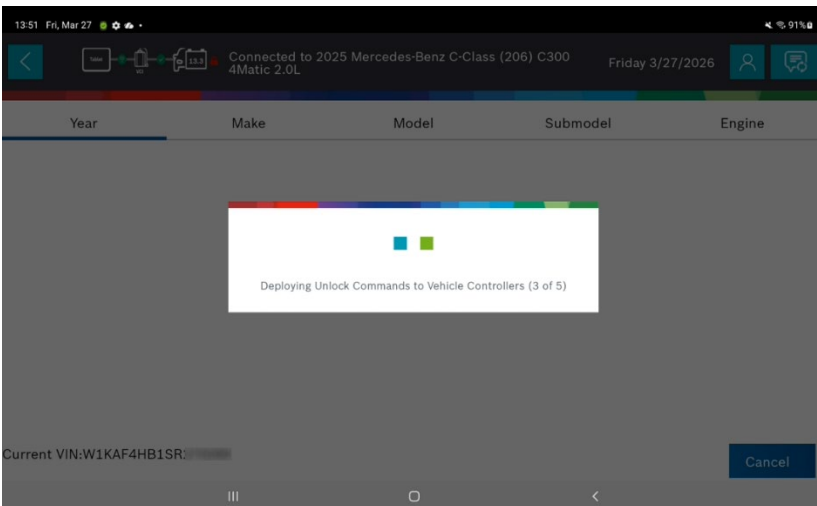 13:51 Fri, Mar 27
91%
13.3
Connected to 2025 Mercedes-Benz C-Class (206) C300
4Matic 2.0L
Friday 3/27/2026
Year Make Model Submodel Engine
Deploying Unlock Commands to Vehicle Controllers (3 of 5)
Current VIN:W1KAF4HB1SR
Cancel